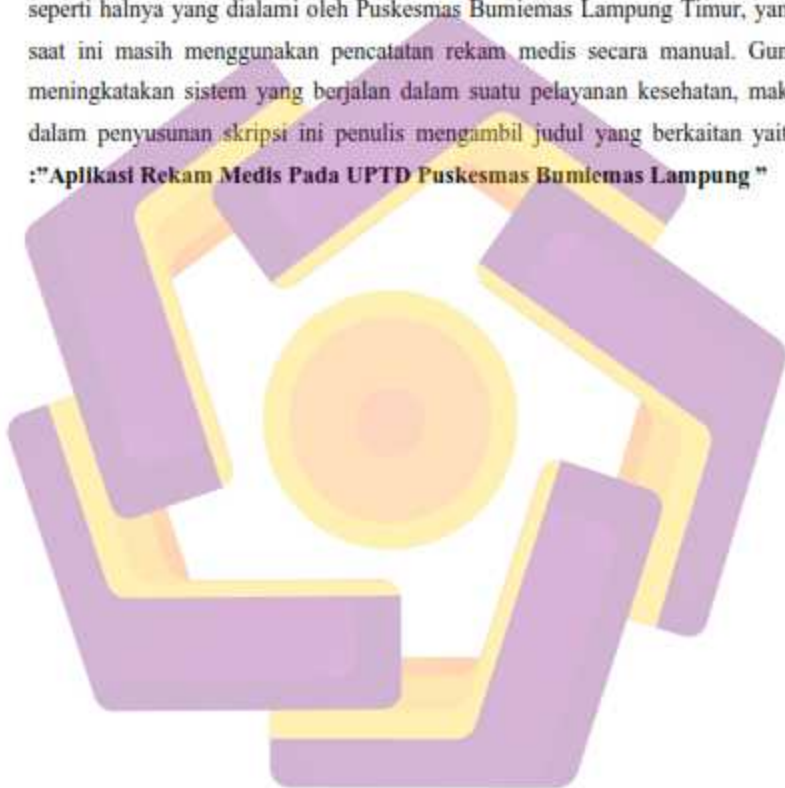 seperti halnya yang dialami oleh Puskesmas Bumiemas Lampung Timur, yan
saat ini masih menggunakan pencatatan rekam medis secara manual. Gun
meningkatakan sistem yang berjalan dalam suatu pelayanan kesehatan, mak
dalam penyusunan skripsi ini penulis mengambil judul yang berkaitan yait
:”Aplikasi Rekam Medis Pada UPTD Puskesmas Bumiemas Lampung ”